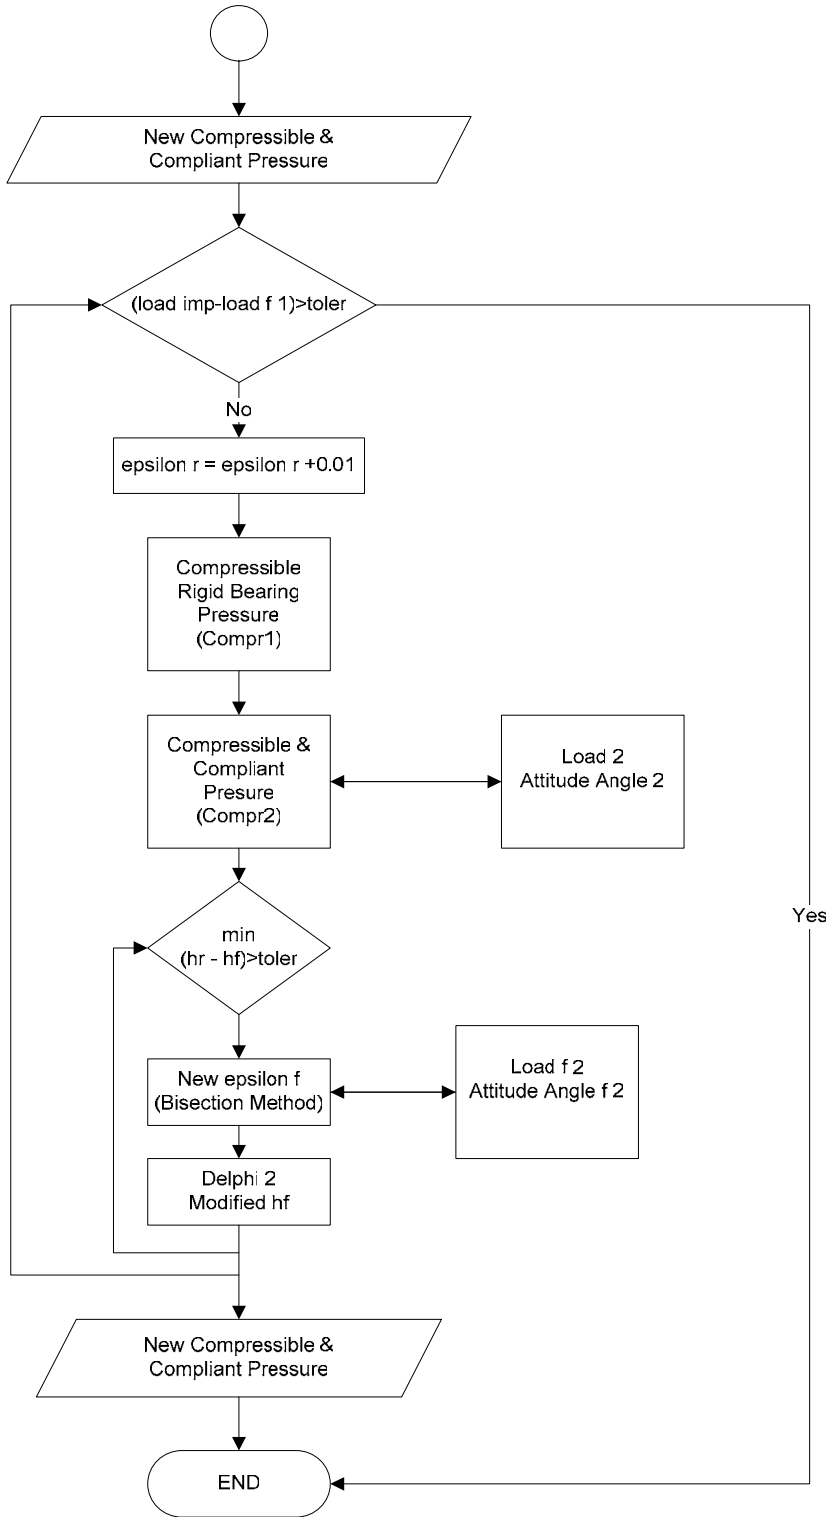 New Compressible &
Compliant Pressure
(load imp-load f 1)>toler
No
epsilon r = epsilon r +0.01
Compressible
Rigid Bearing
Pressure
(Compr1)
Compressible &
Compliant
Presure
(Compr2)
Load 2
Attitude Angle 2
Yes
min
(hr - hf)>toler
New epsilon f
(Bisection Method)
Load f 2
Attitude Angle f 2
Delphi 2
Modified hf
New Compressible &
Compliant Pressure
END